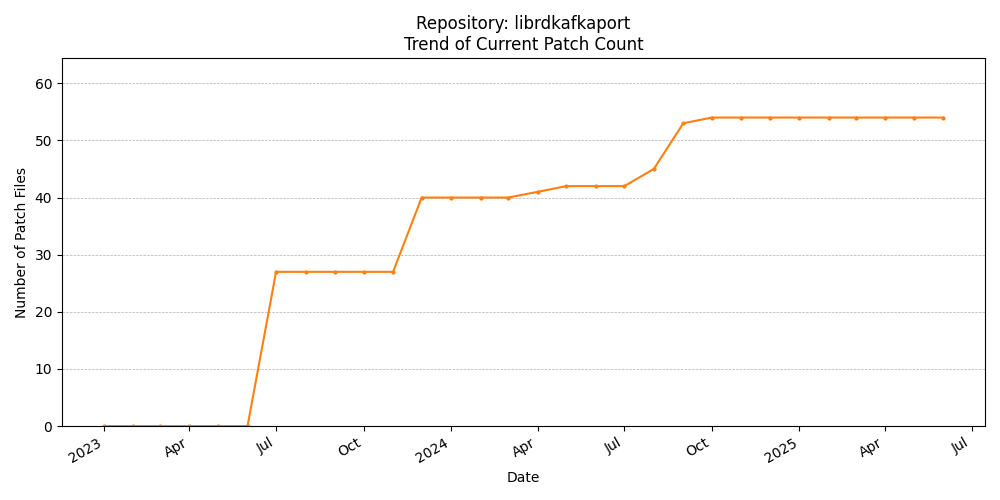 Repository: librdkafkaport
Trend of Current Patch Count
60
50
40
30
20
10
0
Number of Patch Files
2023
Apr
Jul
Oct
2024
Apr
Jul
Oct
2025
Apr
Jul
Date